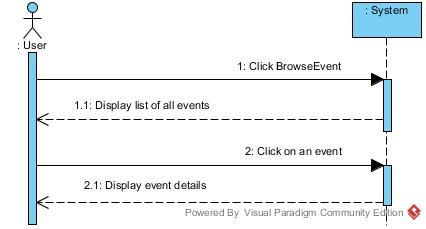 : System
: User
1: Click BrowseEvent
1.1: Display list of all events
2: Click on an event
2.1: Display event details
Powered By Visual Paradigm Community Edition